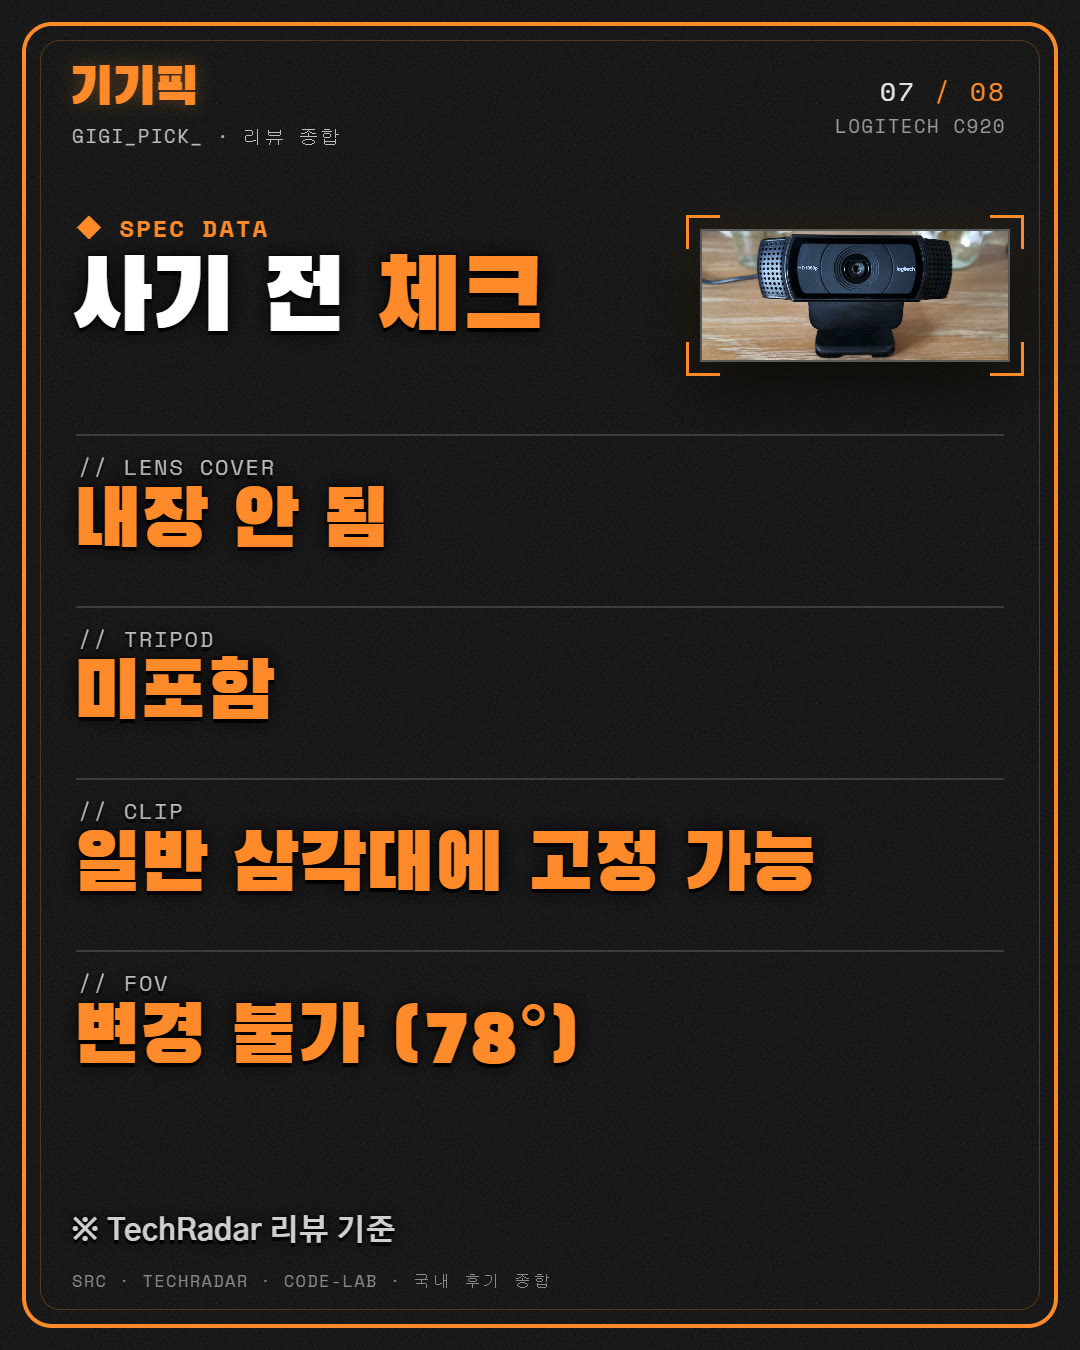 기기픽
GIGI_PICK_ · 리뷰 종합
07 / 08
LOGITECH C920
◆ SPEC DATA
사기 전 체크
HD 1080p
logitech
// LENS COVER
내장 안 됨
// TRIPOD
미포함
// CLIP
일반 삼각대에 고정 가능
// FOV
변경 불가 (78°)
※ TechRadar 리뷰 기준
SRC · TECHRADAR · CODE-LAB · 국내 후기 종합